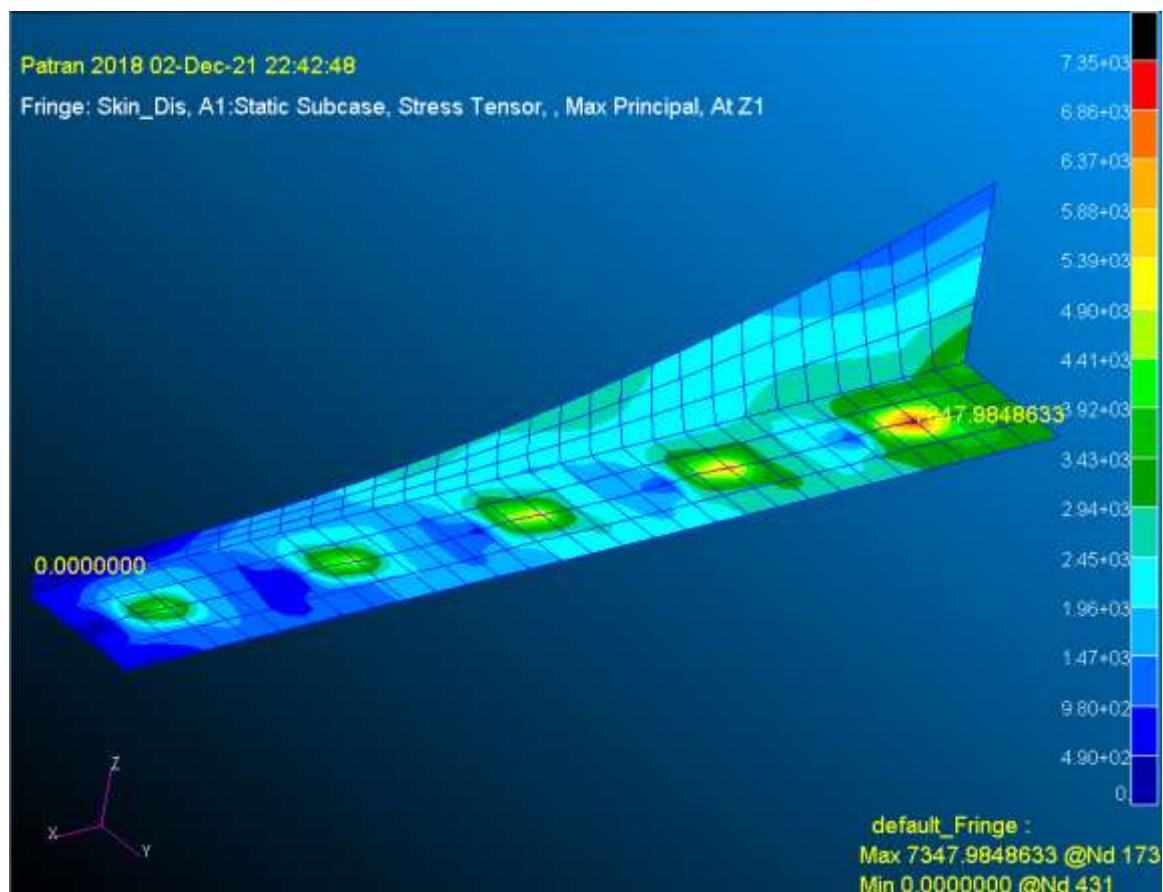 Patran 2018 02-Dec-21 22:42:48
Fringe: Skin_Dis, A1:Static Subcase, Stress Tensor, , Max Principal, At Z1
7.35+03
6.86+03
6.37+03
5.88+03
5.39+03
4.90+03
4.41+03
3.92+03
7347.9848633
3.43+03
2.94+03
2.45+03
1.96+03
1.47+03
9.80+02
4.90+02
0.
0.0000000
Z
X
Y
default_Fringe :
Max 7347.9848633 @Nd 173
Min 0.0000000 @Nd 431